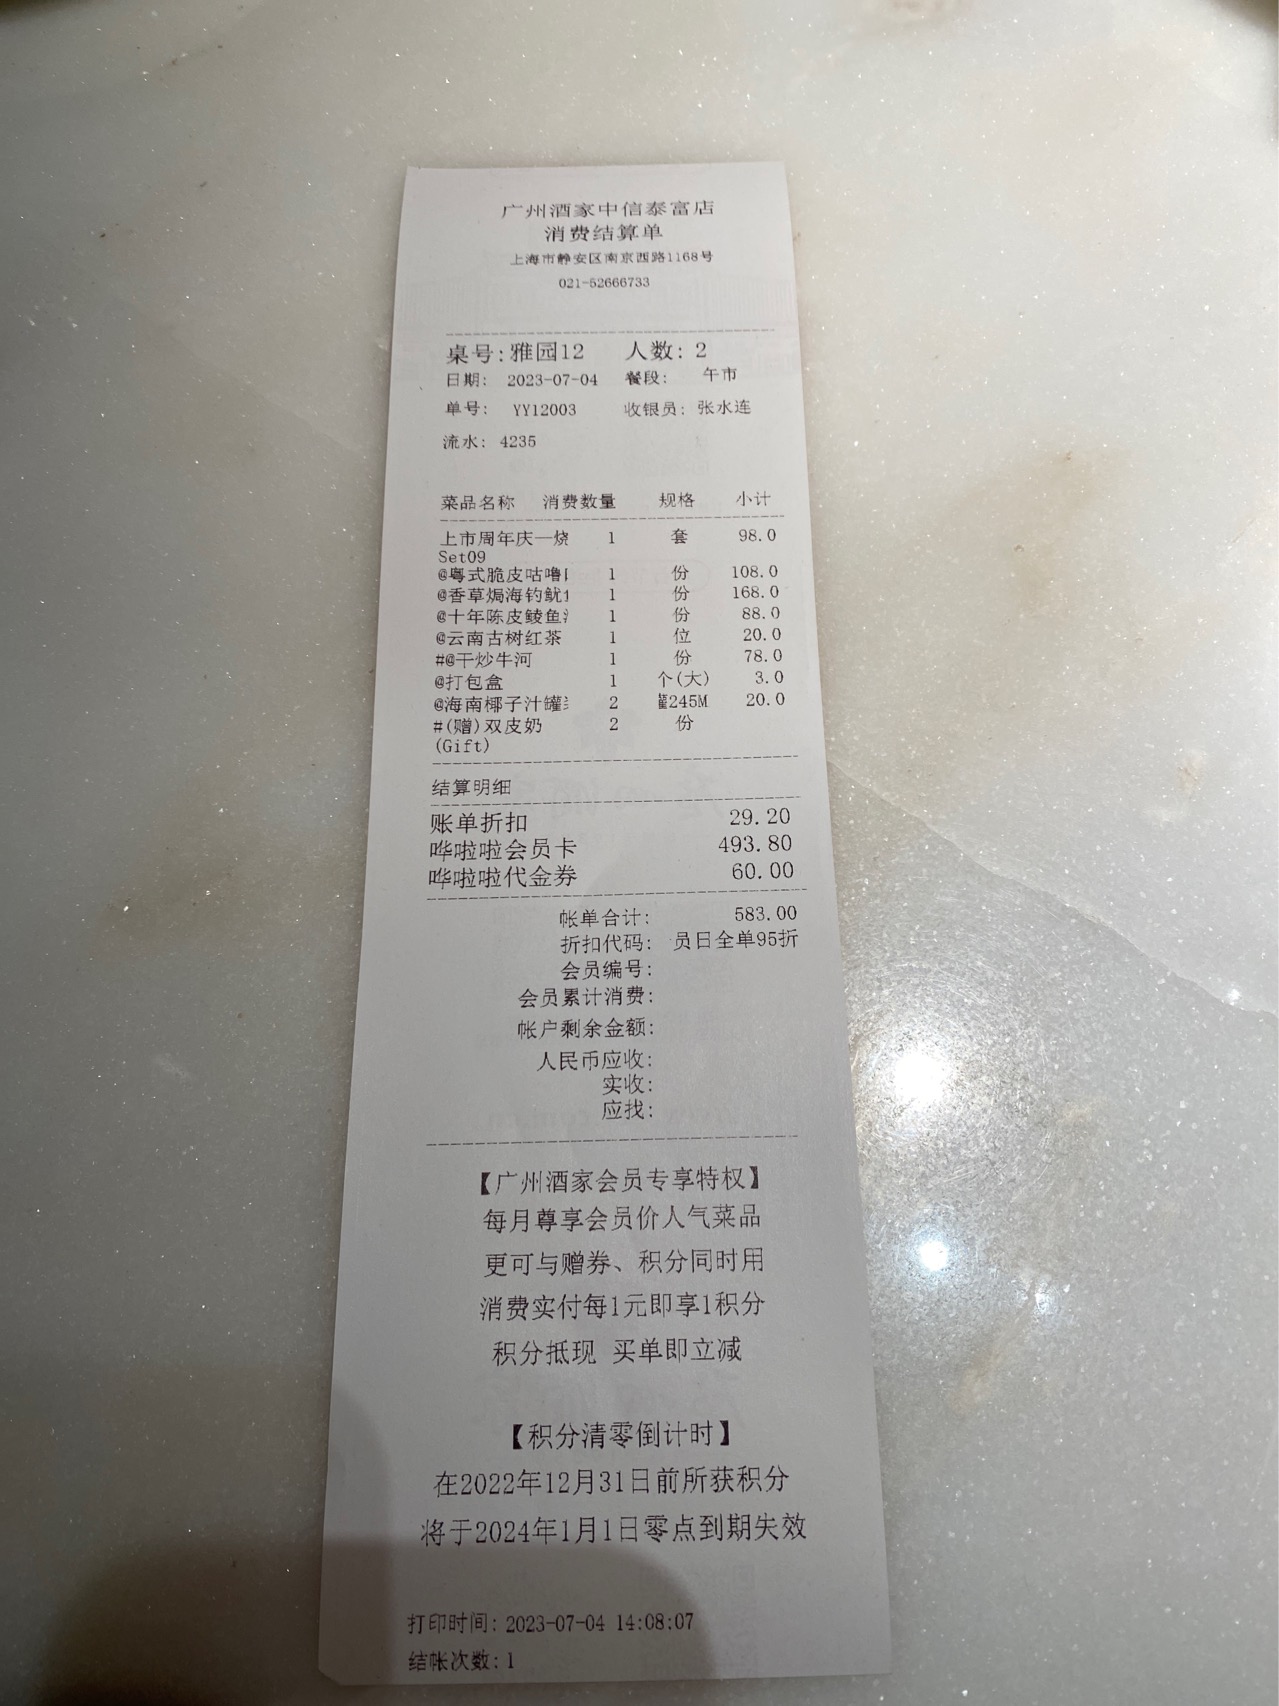 广州酒家中信泰富店
消费结算单
上海市静安区南京西路1168号
021-52666733
桌号:雅园12 人数: 2
日期: 2023-07-04 餐段: 午市
单号: YY12003 收银员: 张水连
流水: 4235
菜品名称 消费数量 规格 小计
上市周年庆—烧 1 套 98.0
Set09
@粤式脆皮咕噜 1 份 108.0
@香草焗海钓鱿 1 份 168.0
@十年陈皮鲮鱼 1 份 88.0
@云南古树红茶 1 位 20.0
#@干炒牛河 1 份 78.0
@打包盒 1 个(大) 3.0
@海南椰子汁罐 2 245M 20.0
#(赠)双皮奶 2 份
(Gift)
结算明细
账单折扣 29.20
哗啦啦会员卡 493.80
哗啦啦代金券 60.00
帐单合计: 583.00
折扣代码: 员日全单95折
会员编号:
会员累计消费:
帐户剩余金额:
人民币应收:
实收:
应找:
【广州酒家会员专享特权】
每月尊享会员价人气菜品
更可与赠券、积分同时用
消费实付每1元即享1积分
积分抵现 买单即立减
【积分清零倒计时】
在2022年12月31日前所获积分
将于2024年1月1日零点到期失效
打印时间: 2023-07-04 14:08:07
结帐次数: 1